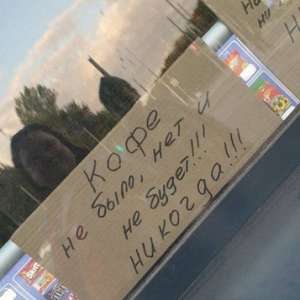 кофе
не было, нет и
не будет!!!
никогда!!!